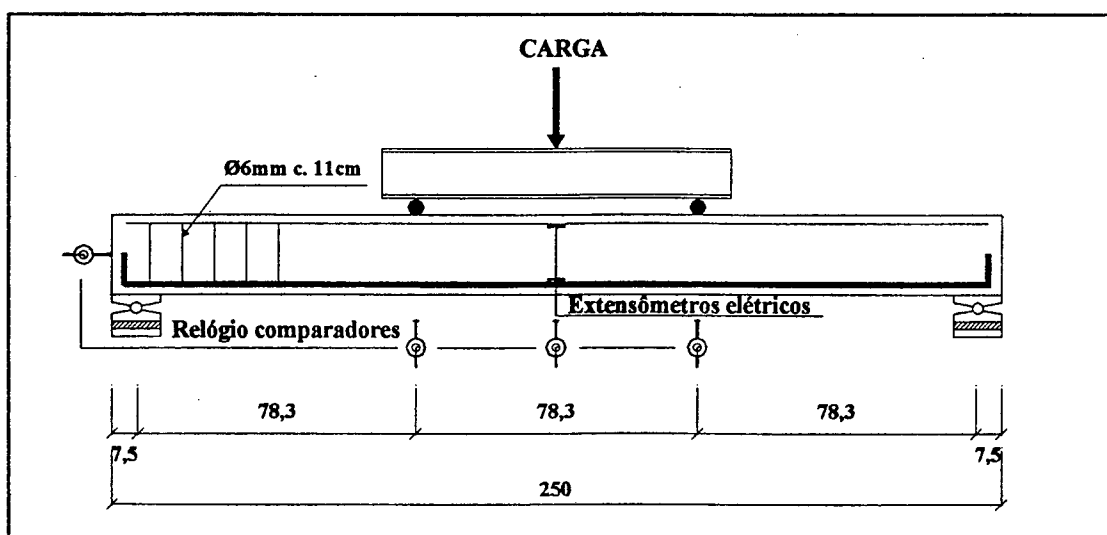 CARGA
Ø6mm c. 11cm
Extensômetros elétricos
Relógio comparadores
78,3
78,3
78,3
7,5
7,5
250